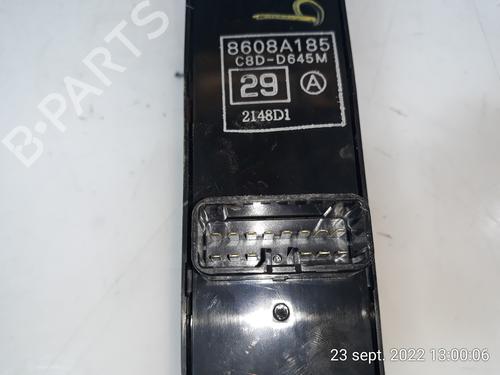 8608A185
C8D-D645M
29 A
2148D1
B-PARTS
23 sept. 2022 13:00:06